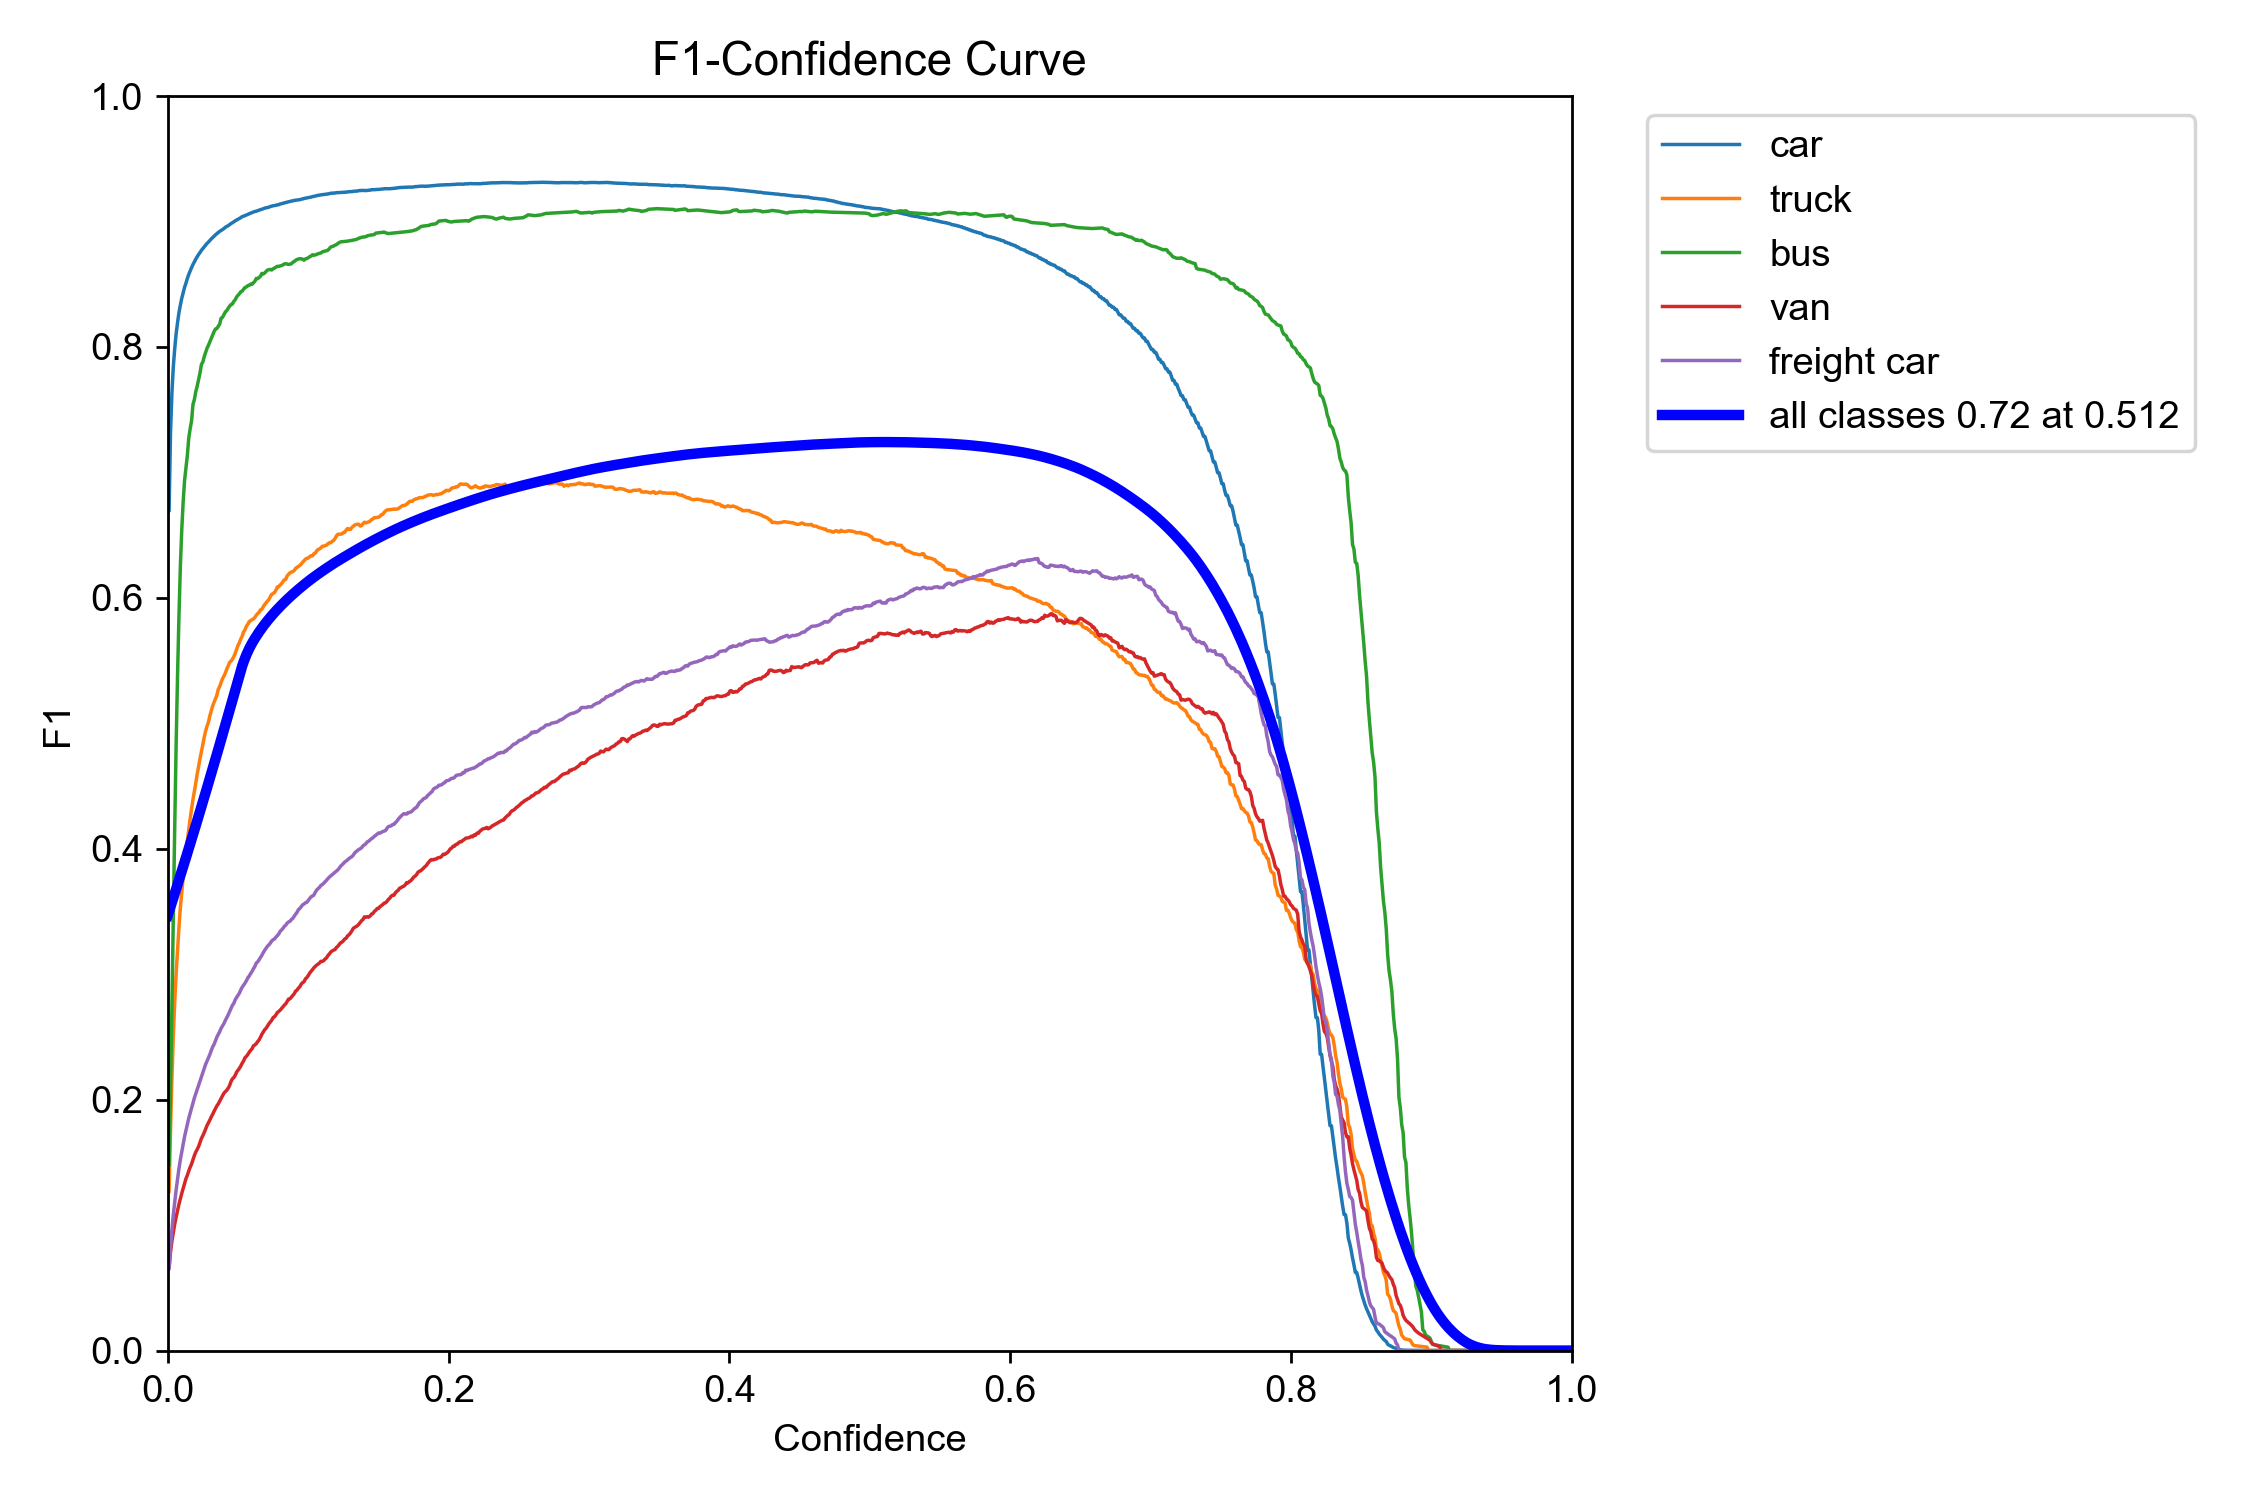 F1-Confidence Curve
1.0
0.8
0.6
0.4
0.2
0.0
F1
0.0 0.2 0.4 0.6 0.8 1.0
Confidence
car
truck
bus
van
freight car
all classes 0.72 at 0.512